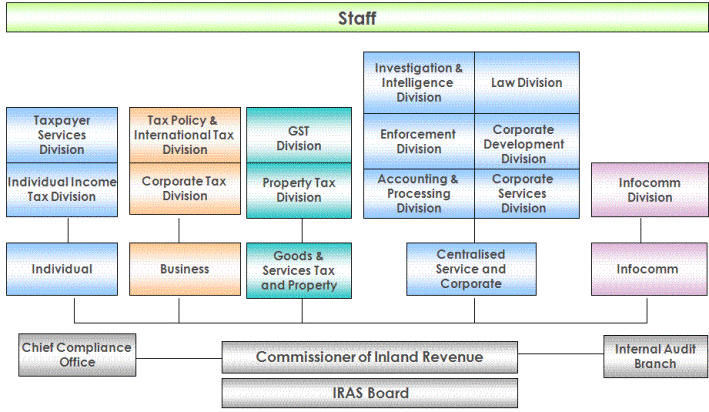 Staff
Investigation &
Intelligence
Division
Law Division
Taxpayer
Services
Division
Tax Policy &
International Tax
Division
GST
Division
Enforcement
Division
Corporate
Development
Division
Individual Income
Tax Division
Corporate Tax
Division
Property Tax
Division
Accounting &
Processing
Division
Corporate
Services
Division
Infocomm
Division
Individual
Business
Goods &
Services Tax
and Property
Centralised
Service and
Corporate
Infocomm
Chief Compliance
Office
Commissioner of Inland Revenue
Internal Audit
Branch
IRAS Board